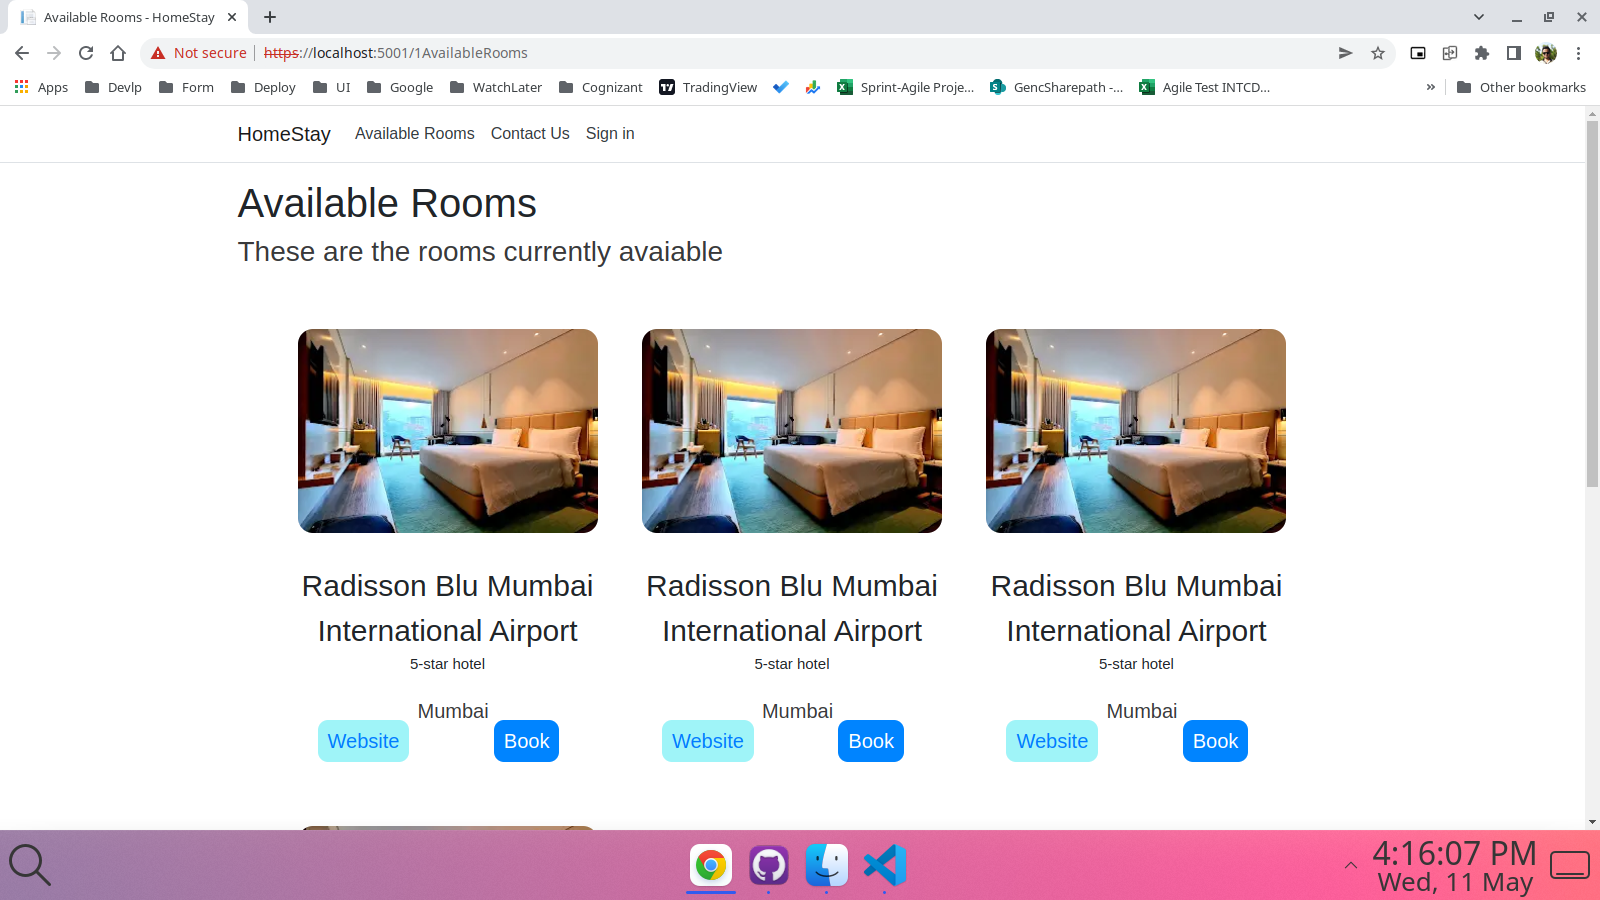 Available Rooms - HomeStay
Not secure https://localhost:5001/1AvailableRooms
Apps Devlp Form Deploy UI Google WatchLater Cognizant TradingView Sprint-Agile Proje... GencSharepath -... Agile Test INTCD... » Other bookmarks
HomeStay Available Rooms Contact Us Sign in
Available Rooms
These are the rooms currently avaiable
Radisson Blu Mumbai
International Airport
5-star hotel
Mumbai
Website Book
Radisson Blu Mumbai
International Airport
5-star hotel
Mumbai
Website Book
Radisson Blu Mumbai
International Airport
5-star hotel
Mumbai
Website Book
4:16:07 PM
Wed, 11 May